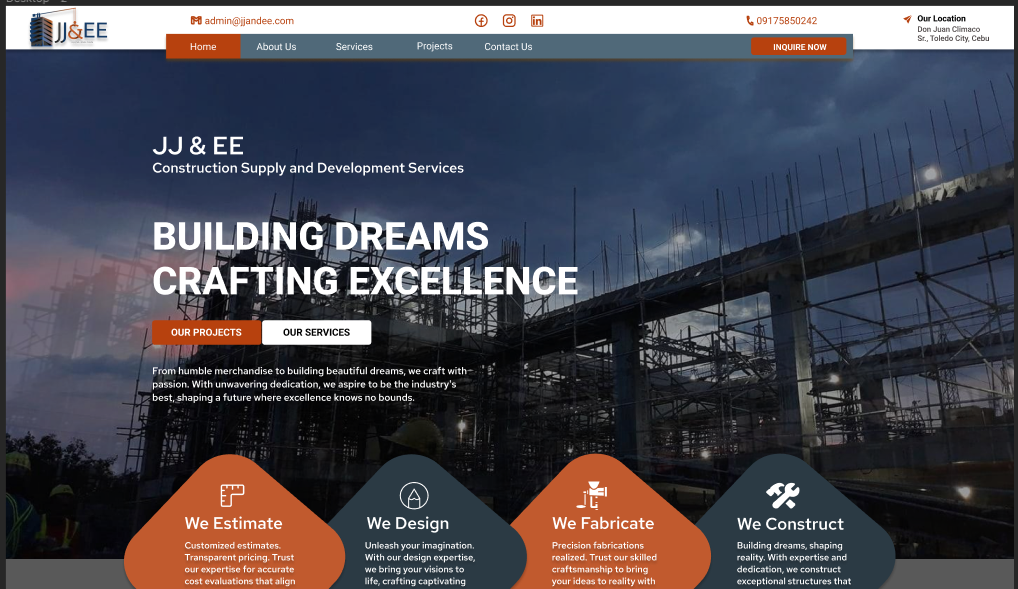 Desktop - 2
JJ&EE
admin@jjandee.com
09175850242
Our Location
Don Juan Climaco
Sr., Toledo City, Cebu
Home
About Us
Services
Projects
Contact Us
INQUIRE NOW
JJ & EE
Construction Supply and Development Services
BUILDING DREAMS
CRAFTING EXCELLENCE
OUR PROJECTS
OUR SERVICES
From humble merchandise to building beautiful dreams, we craft with
passion. With unwavering dedication, we aspire to be the industry's
best, shaping a future where excellence knows no bounds.
We Estimate
Customized estimates.
Transparent pricing. Trust
our expertise for accurate
cost evaluations that align
We Design
Unleash your imagination.
With our design expertise,
we bring your visions to
life, crafting captivating
We Fabricate
Precision fabrications
realized. Trust our skilled
craftsmanship to bring
your ideas to reality with
We Construct
Building dreams, shaping
reality. With expertise and
dedication, we construct
exceptional structures that